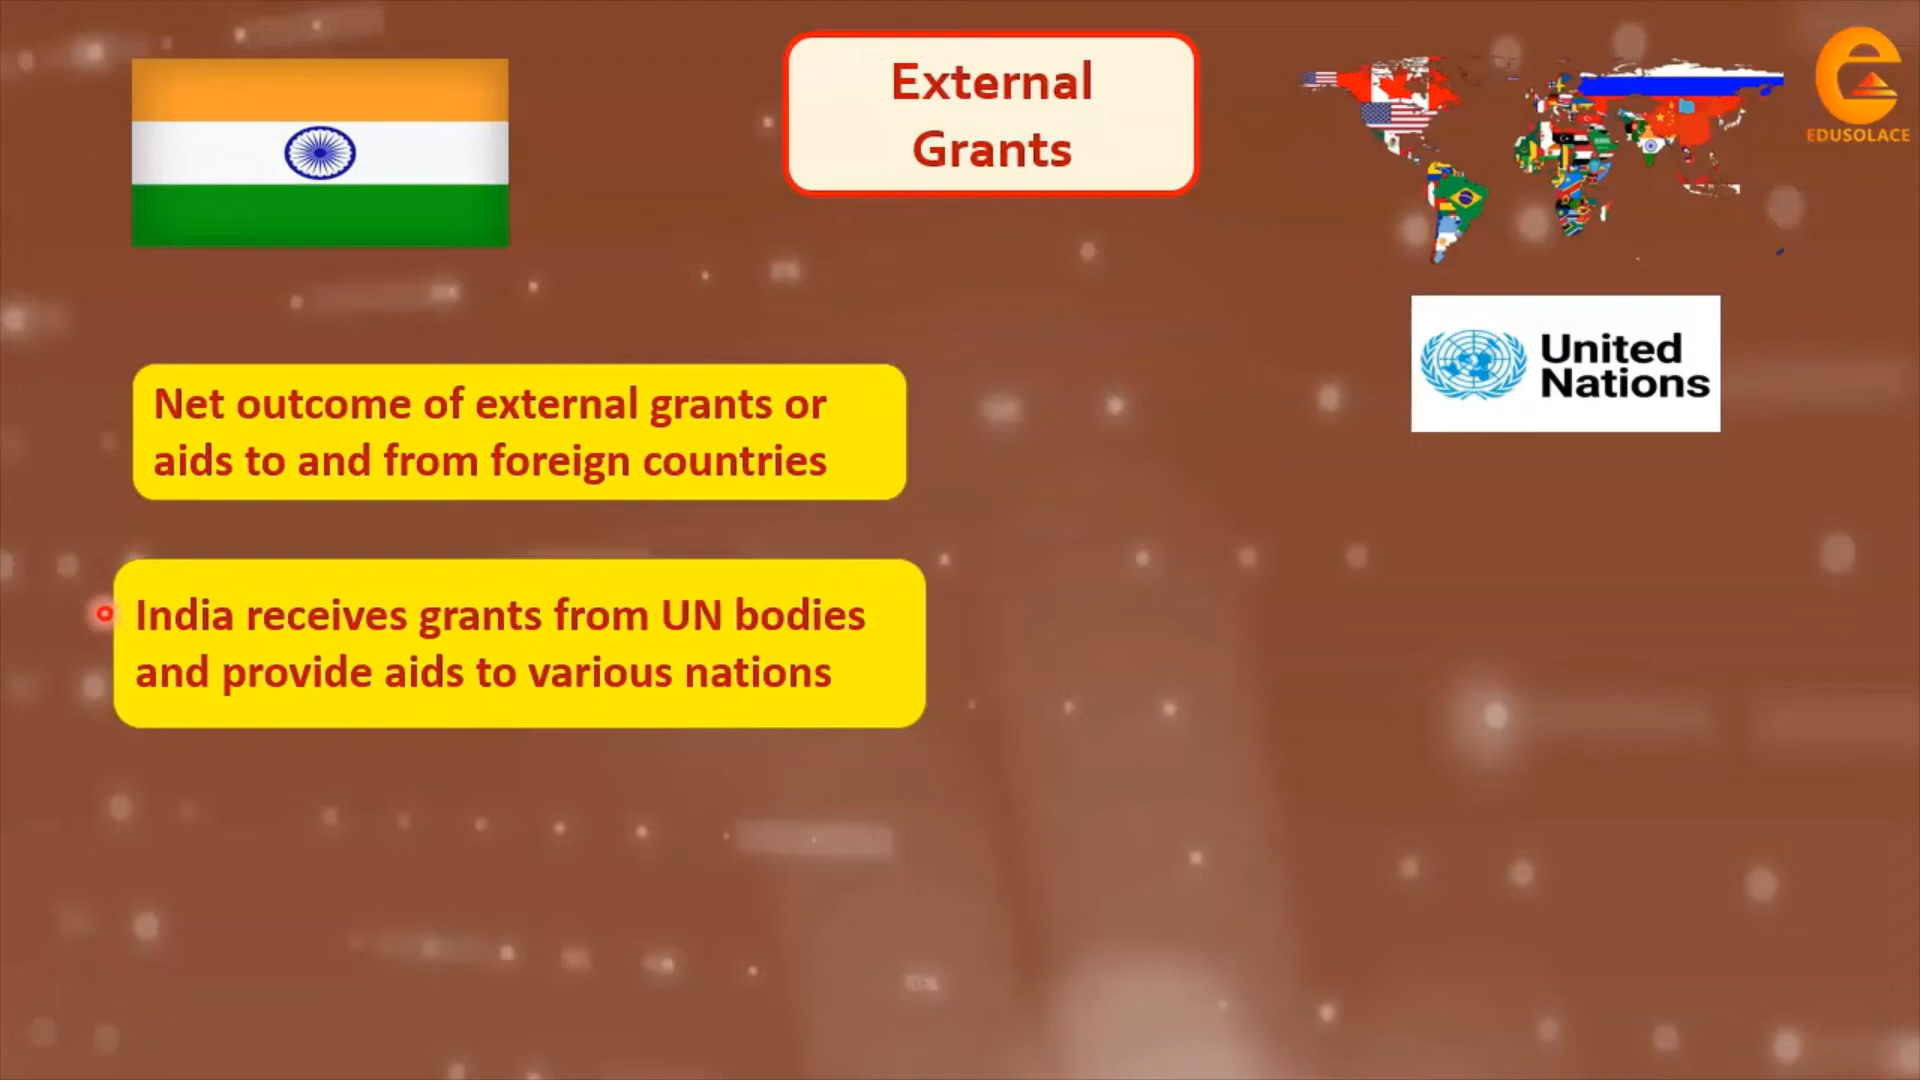 External
Grants
EDUSOLACE
United
Nations
Net outcome of external grants or
aids to and from foreign countries
India receives grants from UN bodies
and provide aids to various nations